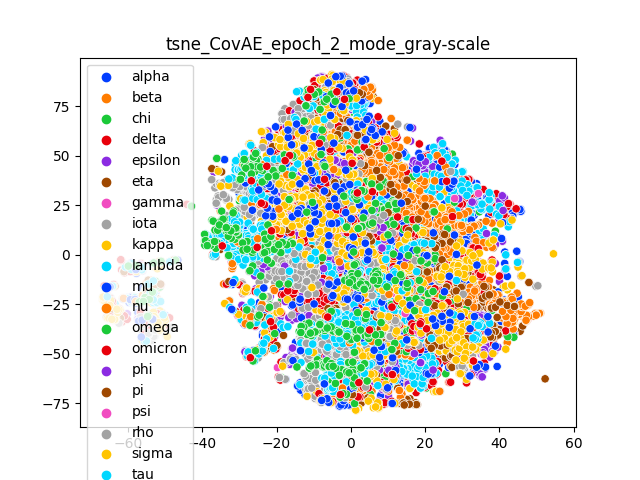 tsne_CovAE_epoch_2_mode_gray-scale
alpha
beta
chi
delta
epsilon
eta
gamma
iota
kappa
lambda
mu
nu
omega
omicron
phi
pi
psi
rho
sigma
tau
75
50
25
0
−25
−50
−75
−60
−40
−20
0
20
40
60